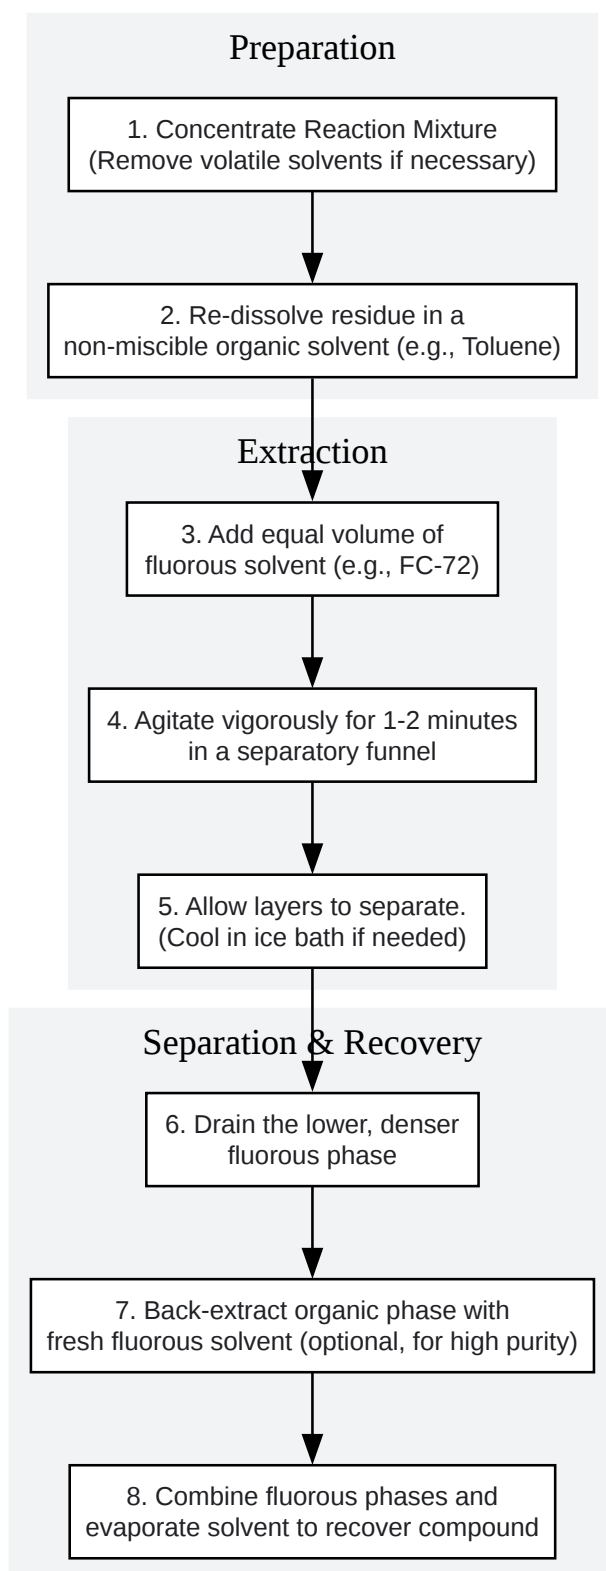 Preparation
1. Concentrate Reaction Mixture
(Remove volatile solvents if necessary)
2. Re-dissolve residue in a
non-miscible organic solvent (e.g., Toluene)
Extraction
3. Add equal volume of
fluorous solvent (e.g., FC-72)
4. Agitate vigorously for 1-2 minutes
in a separatory funnel
5. Allow layers to separate.
(Cool in ice bath if needed)
Separation & Recovery
6. Drain the lower, denser
fluorous phase
7. Back-extract organic phase with
fresh fluorous solvent (optional, for high purity)
8. Combine fluorous phases and
evaporate solvent to recover compound